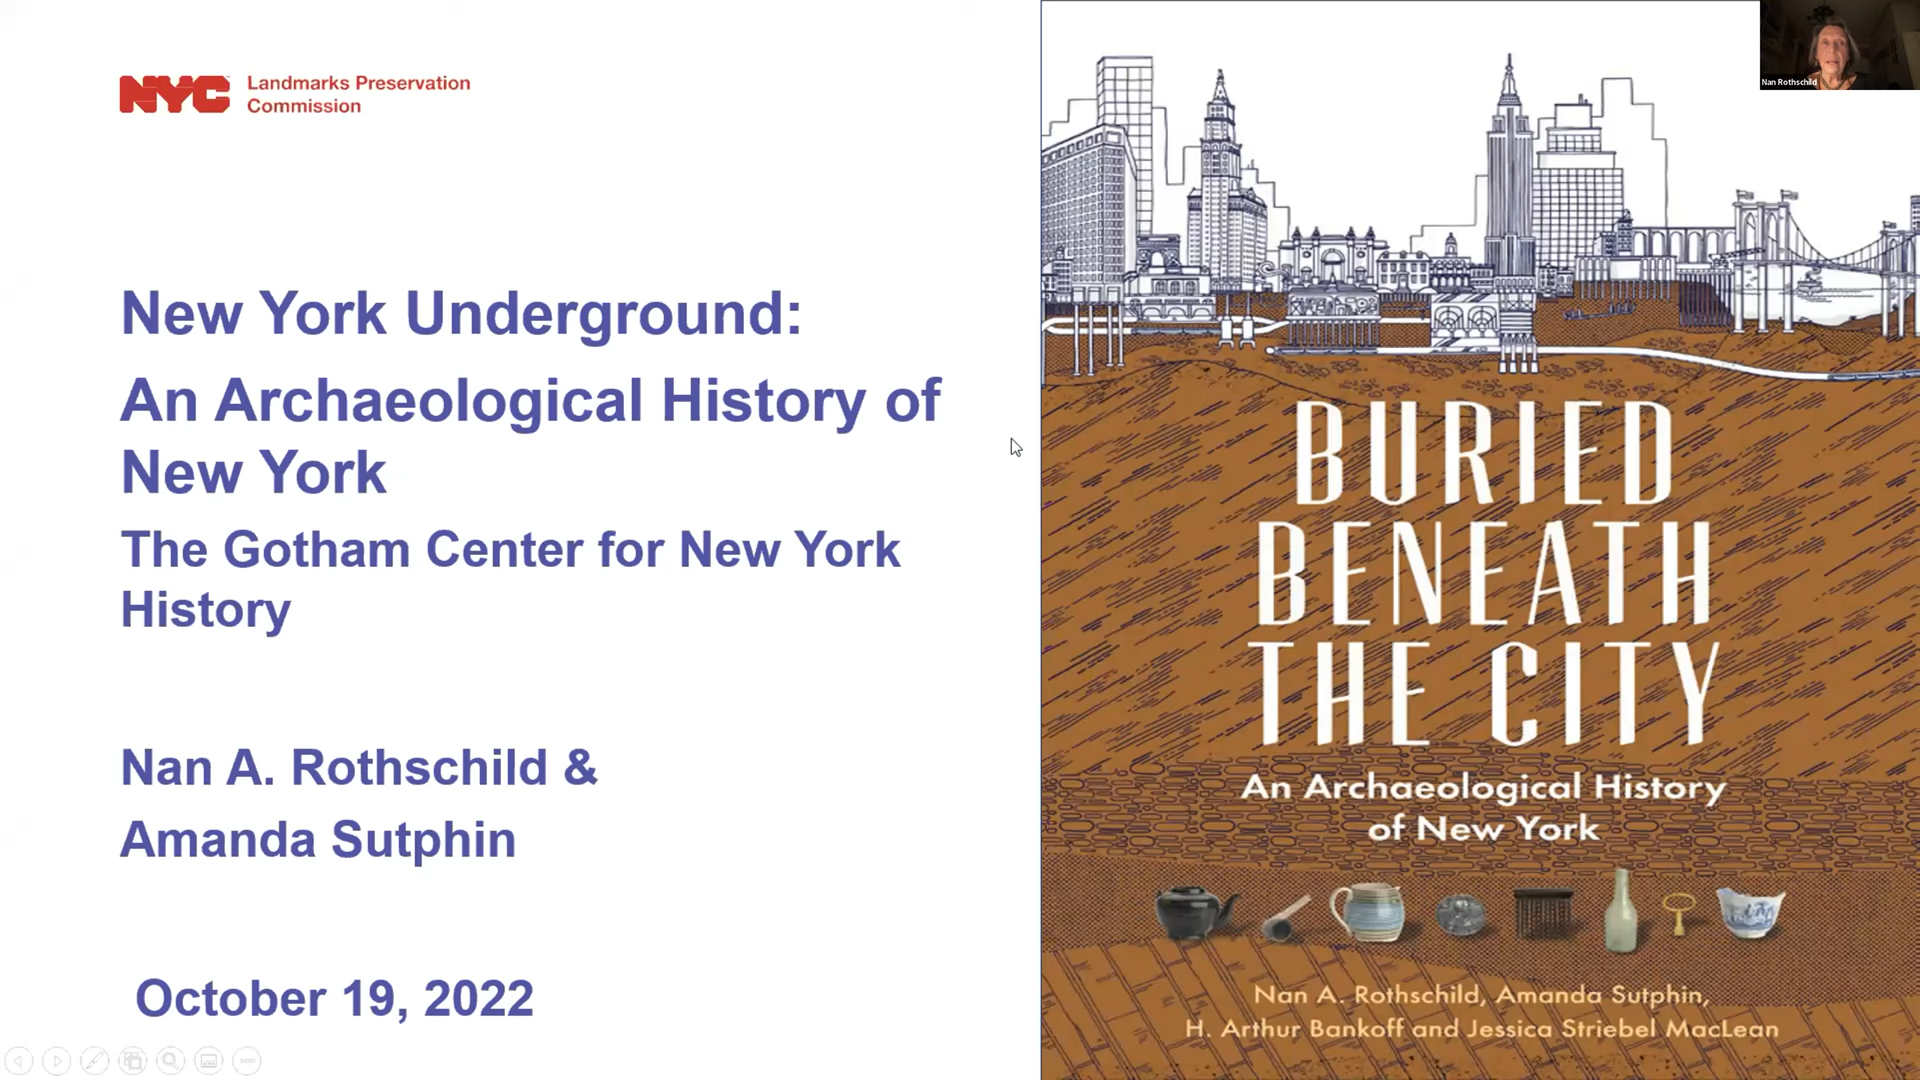 NYC
Landmarks Preservation
Commission
New York Underground:
An Archaeological History of
New York
The Gotham Center for New York
History
Nan A. Rothschild &
Amanda Sutphin
October 19, 2022
Nan Rothschild
BURIED
BENEATH
THE CITY
An Archaeological History
of New York
Nan A. Rothschild, Amanda Sutphin,
H. Arthur Bankoff and Jessica Striebel MacLean